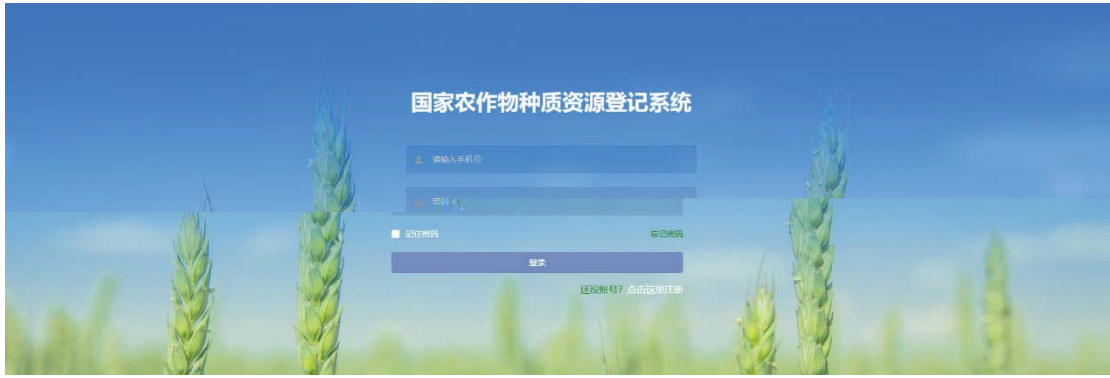 国家农作物种质资源登记系统
请输入手机号
密码
记住密码 忘记密码
登录
还没账号？点击这里注册